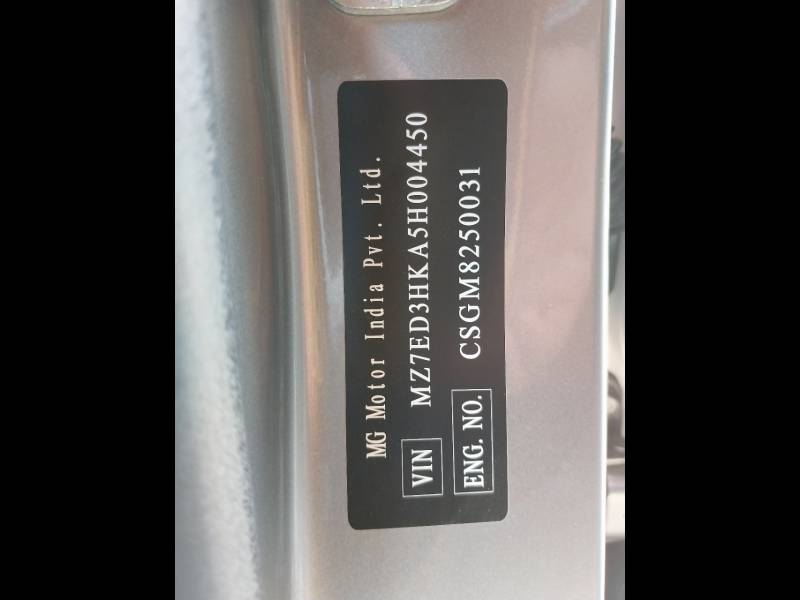 MG Motor India Pvt. Ltd.
VIN MZ7ED3HKA5H004450
ENG. NO. CSGM8250031